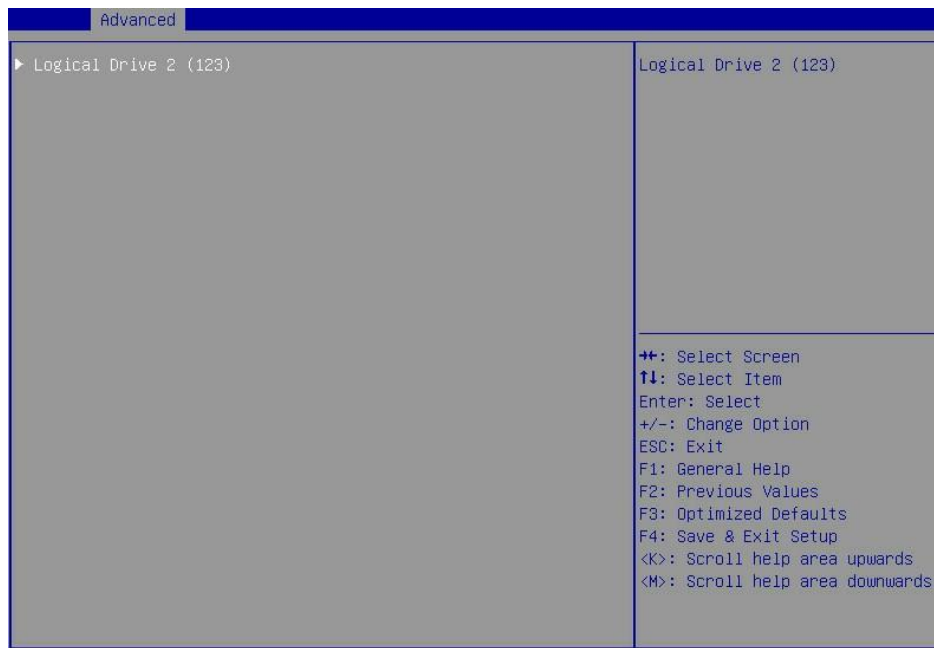 Advanced
Logical Drive 2 (123)
Logical Drive 2 (123)
→←: Select Screen
↑↓: Select Item
Enter: Select
+/-: Change Option
ESC: Exit
F1: General Help
F2: Previous Values
F3: Optimized Defaults
F4: Save & Exit Setup
<K>: Scroll help area upwards
<M>: Scroll help area downwards